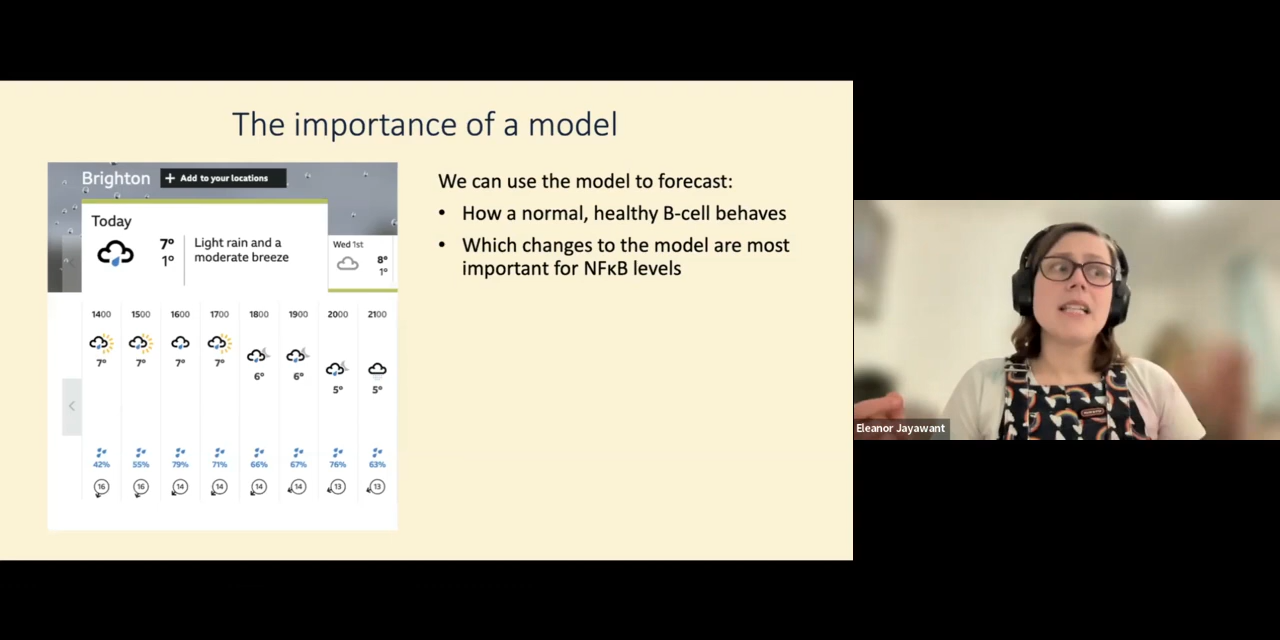 The importance of a model
Brighton
+ Add to your locations
Today
7°
1°
Light rain and a
moderate breeze
Wed 1st
8°
1°
1400 1500 1600 1700 1800 1900 2000 2100
7° 7° 7° 7° 6° 6° 5° 5°
42% 55% 79% 71% 66% 67% 76% 63%
16 16 14 14 14 14 13 13
We can use the model to forecast:
• How a normal, healthy B-cell behaves
• Which changes to the model are most
important for NFκB levels
Eleanor Jayawant